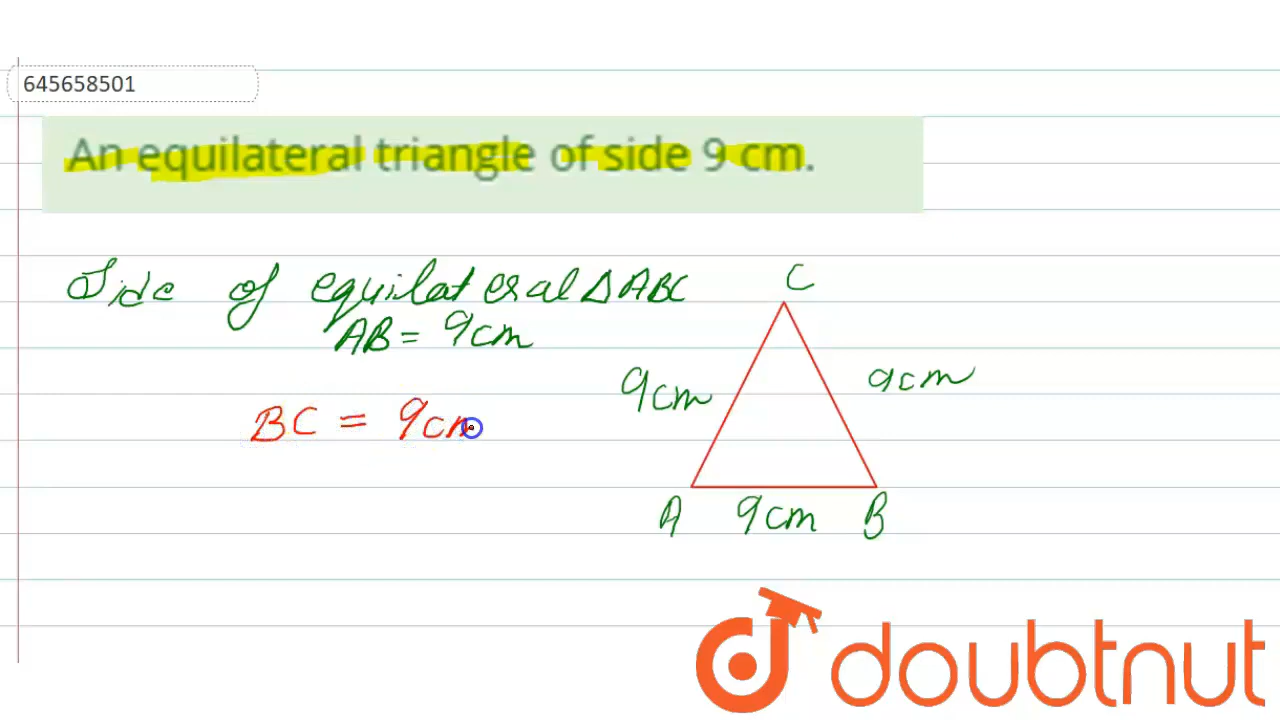 645658501
An equilateral triangle of side 9 cm.
Side of equilateral Δ ABC
AB = 9cm
BC = 9cm
C
9cm
9cm
A 9cm B
doubtnut